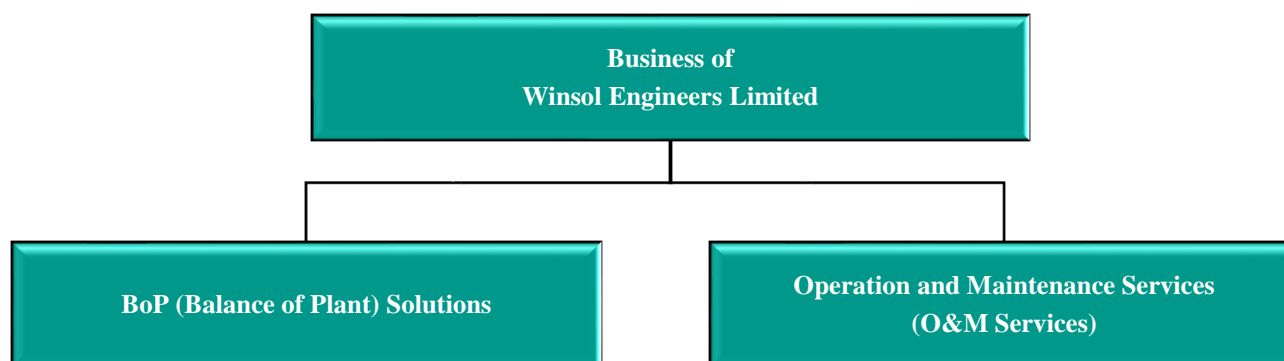 Business of
Winsol Engineers Limited
BoP (Balance of Plant) Solutions
Operation and Maintenance Services
(O&M Services)